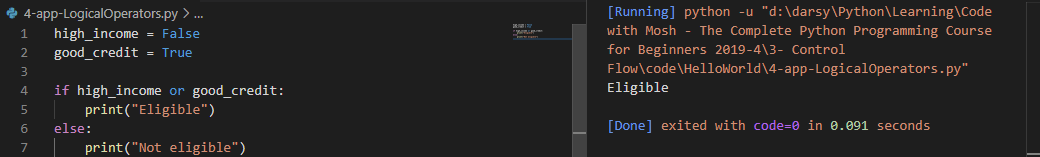 4-app-LogicalOperators.py > ...
1 high_income = False
2 good_credit = True
3
4 if high_income or good_credit:
5     print("Eligible")
6 else:
7     print("Not eligible")
[Running] python -u "d:\darsy\Python\Learning\Code
with Mosh - The Complete Python Programming Course
for Beginners 2019-4\3- Control
Flow\code\HelloWorld\4-app-LogicalOperators.py"
Eligible
[Done] exited with code=0 in 0.091 seconds